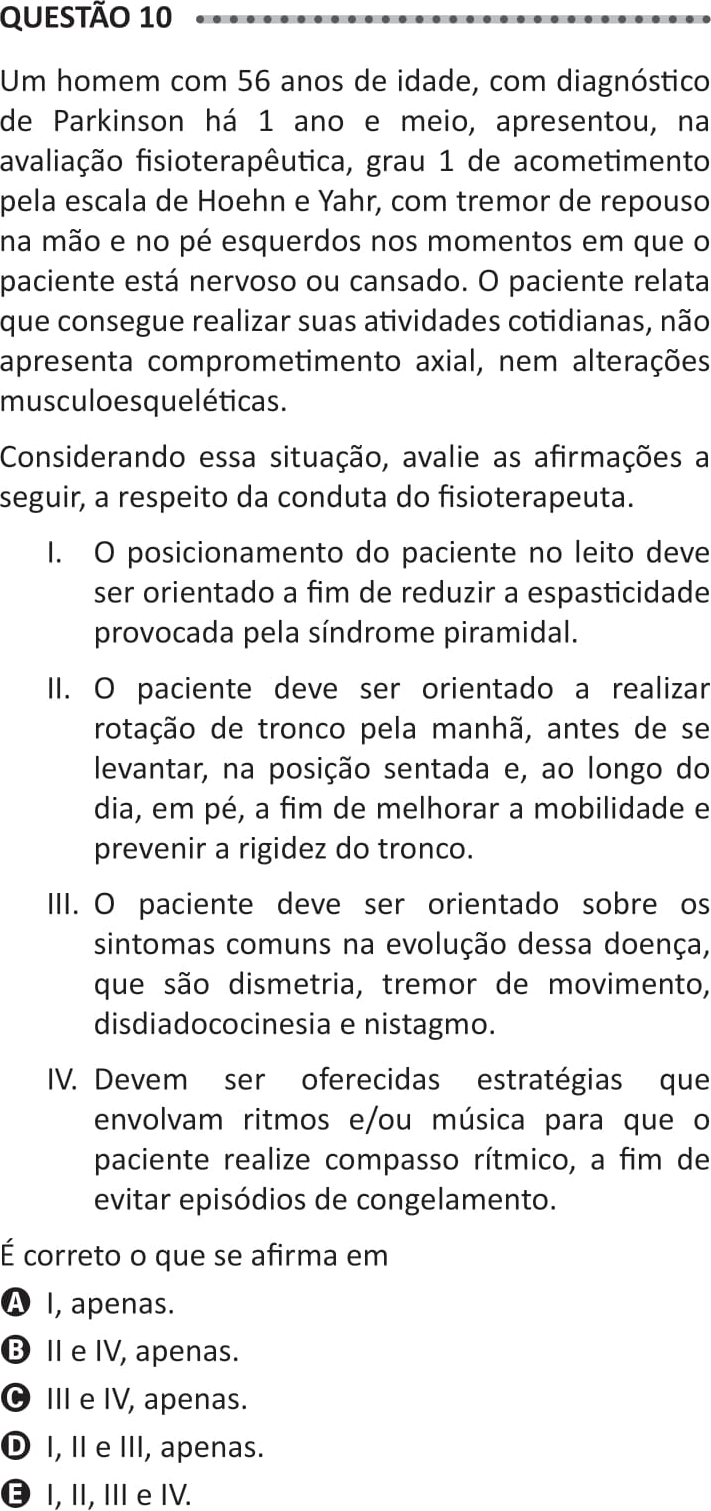 QUESTÃO 10
Um homem com 56 anos de idade, com diagnóstico
de Parkinson há 1 ano e meio, apresentou, na
avaliação fisioterapêutica, grau 1 de acometimento
pela escala de Hoehn e Yahr, com tremor de repouso
na mão e no pé esquerdos nos momentos em que o
paciente está nervoso ou cansado. O paciente relata
que consegue realizar suas atividades cotidianas, não
apresenta comprometimento axial, nem alterações
musculoesqueléticas.
Considerando essa situação, avalie as afirmações a
seguir, a respeito da conduta do fisioterapeuta.
I. O posicionamento do paciente no leito deve
ser orientado a fim de reduzir a espasticidade
provocada pela síndrome piramidal.
II. O paciente deve ser orientado a realizar
rotação de tronco pela manhã, antes de se
levantar, na posição sentada e, ao longo do
dia, em pé, a fim de melhorar a mobilidade e
prevenir a rigidez do tronco.
III. O paciente deve ser orientado sobre os
sintomas comuns na evolução dessa doença,
que são dismetria, tremor de movimento,
disdiadococinesia e nistagmo.
IV. Devem ser oferecidas estratégias que
envolvam ritmos e/ou música para que o
paciente realize compasso rítmico, a fim de
evitar episódios de congelamento.
É correto o que se afirma em
A I, apenas.
B II e IV, apenas.
C III e IV, apenas.
D I, II e III, apenas.
E I, II, III e IV.